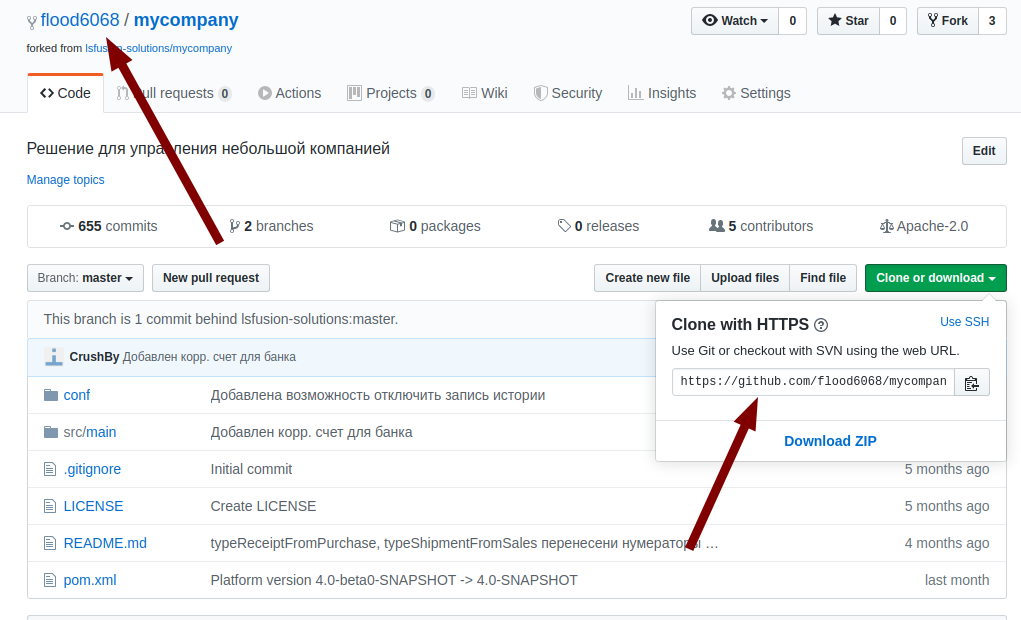 flood6068 / mycompany
Watch 0 Star 0 Fork 3
forked from lsfusion-solutions/mycompany
Code Pull requests 0 Actions Projects 0 Wiki Security Insights Settings
Решение для управления небольшой компанией
Edit
Manage topics
655 commits 2 branches 0 packages 0 releases 5 contributors Apache-2.0
Branch: master New pull request Create new file Upload files Find file Clone or download
This branch is 1 commit behind lsfusion-solutions:master.
Clone with HTTPS ? Use SSH
Use Git or checkout with SVN using the web URL.
https://github.com/flood6068/mycompan
Download ZIP
CrushBy Добавлен корр. счет для банка
conf Добавлена возможность отключить запись истории
src/main Добавлен корр. счет для банка
.gitignore Initial commit 5 months ago
LICENSE Create LICENSE 5 months ago
README.md typeReceiptFromPurchase, typeShipmentFromSales перенесени нумераторы … 4 months ago
pom.xml Platform version 4.0-beta0-SNAPSHOT -> 4.0-SNAPSHOT last month